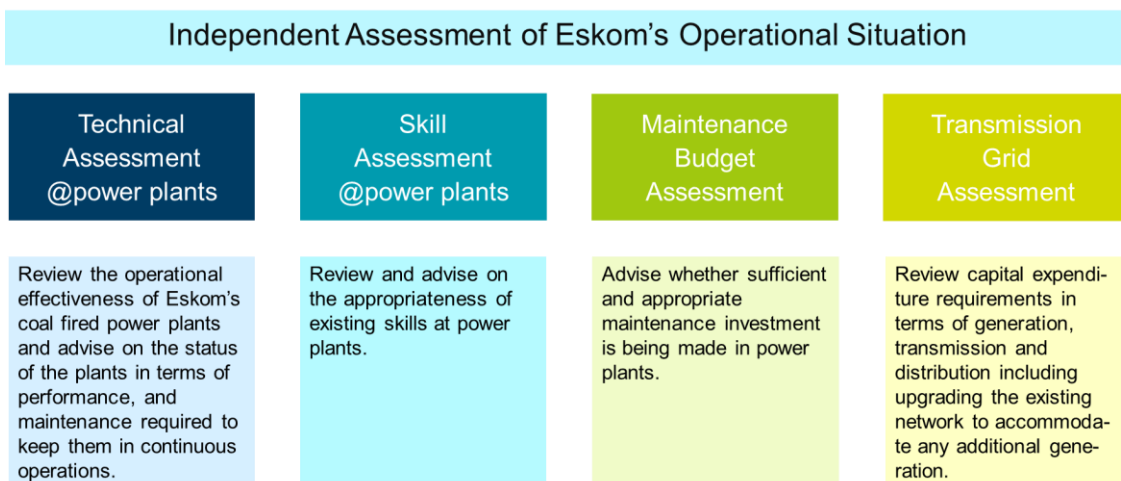 Independent Assessment of Eskom's Operational Situation
Technical
Assessment
@power plants
Review the operational
effectiveness of Eskom's
coal fired power plants
and advise on the status
of the plants in terms of
performance, and
maintenance required to
keep them in continuous
operations.
Skill
Assessment
@power plants
Review and advise on
the appropriateness of
existing skills at power
plants.
Maintenance
Budget
Assessment
Advise whether sufficient
and appropriate
maintenance investment
is being made in power
plants.
Transmission
Grid
Assessment
Review capital expendi-
ture requirements in
terms of generation,
transmission and
distribution including
upgrading the existing
network to accommoda-
te any additional gene-
ration.